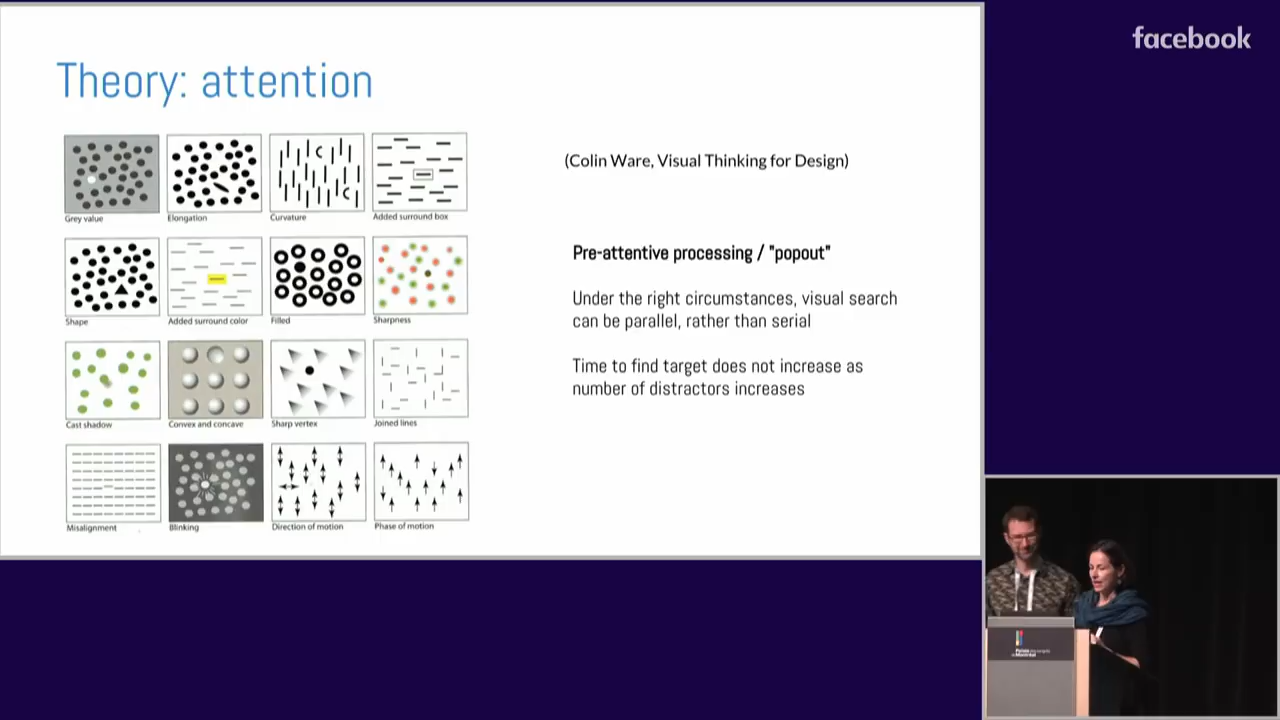 facebook
Theory: attention
(Colin Ware, Visual Thinking for Design)
Grey value
Elongation
Curvature
Added surround box
Pre-attentive processing / "popout"
Under the right circumstances, visual search
can be parallel, rather than serial
Time to find target does not increase as
number of distractors increases
Shape
Added surround color
Filled
Sharpness
Cast shadow
Convex and concave
Sharp vertex
Joined lines
Misalignment
Blinking
Direction of motion
Phase of motion